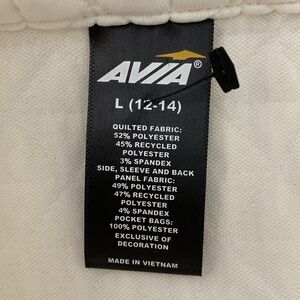 AVIA®
L (12-14)
QUILTED FABRIC:
52% POLYESTER
45% RECYCLED
POLYESTER
3% SPANDEX
SIDE, SLEEVE AND BACK
PANEL FABRIC:
49% POLYESTER
47% RECYCLED
POLYESTER
4% SPANDEX
POCKET BAGS:
100% POLYESTER
EXCLUSIVE OF
DECORATION
MADE IN VIETNAM